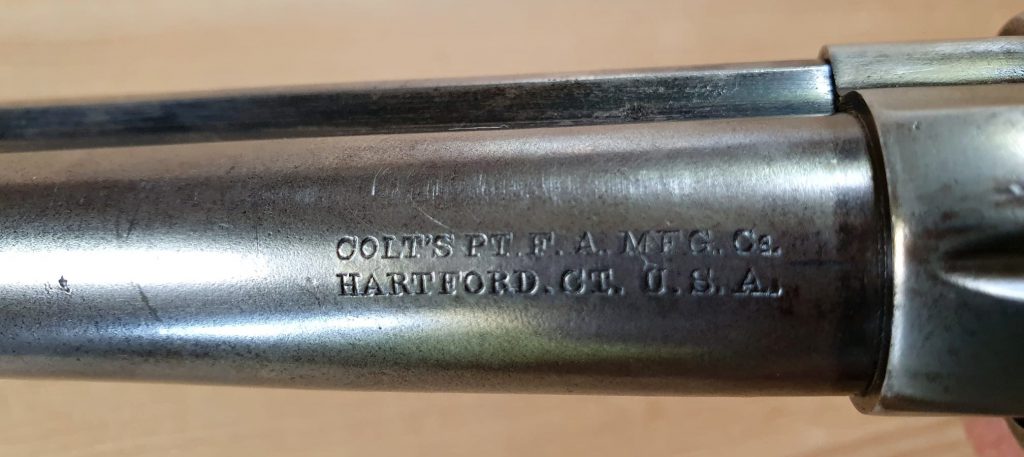 COLT'S PT. F. A. MFG. Co.
HARTFORD. CT. U. S. A.